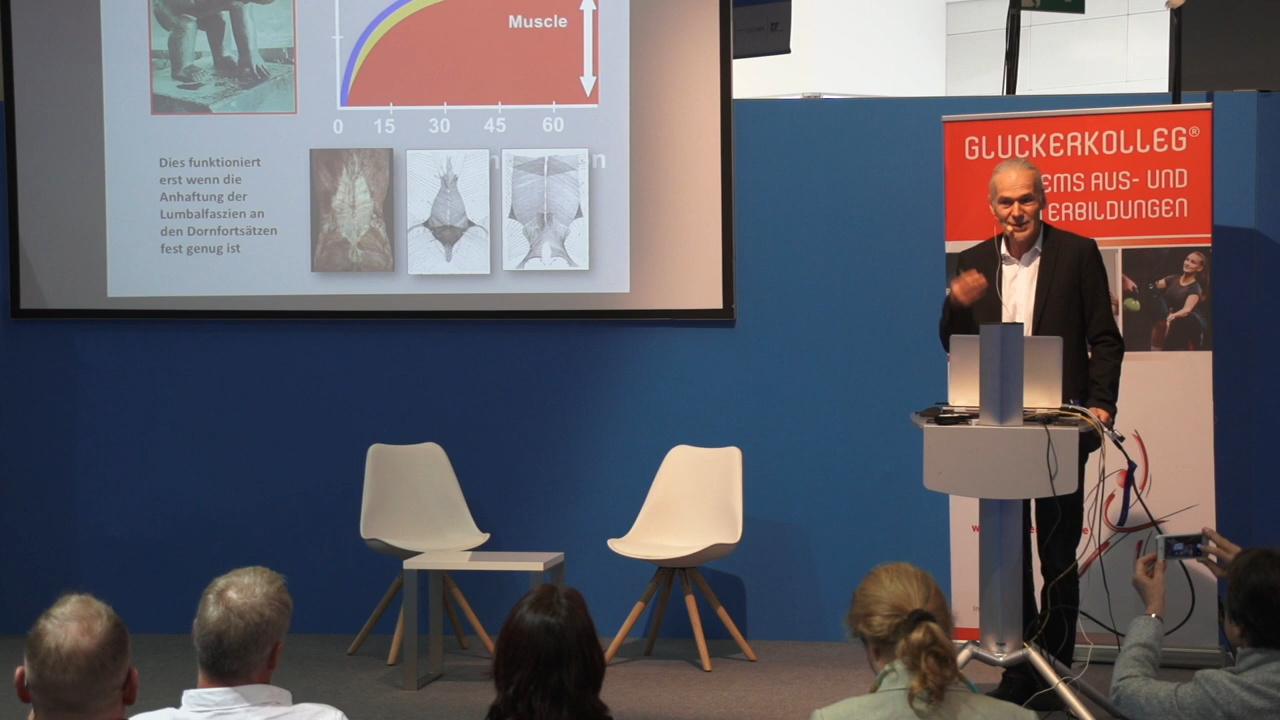 Muscle
0 15 30 45 60
Dies funktioniert
erst wenn die
Anhaftung der
Lumbalfaszien an
den Dornfortsätzen
fest genug ist
GLUCKERKOLLEG®
EMS AUS- UND
ERBILDUNGEN